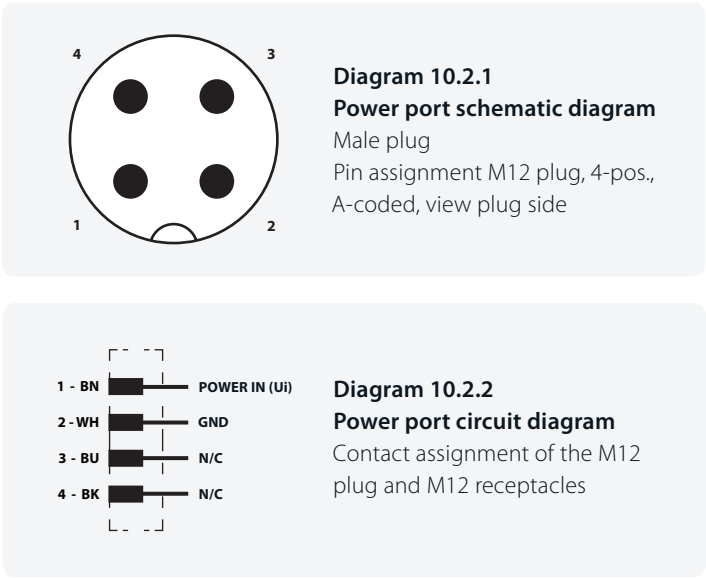 4
3
1
2
Diagram 10.2.1
Power port schematic diagram
Male plug
Pin assignment M12 plug, 4-pos.,
A-coded, view plug side
1 - BN
POWER IN (Ui)
2 - WH
GND
3 - BU
N/C
4 - BK
N/C
Diagram 10.2.2
Power port circuit diagram
Contact assignment of the M12
plug and M12 receptacles